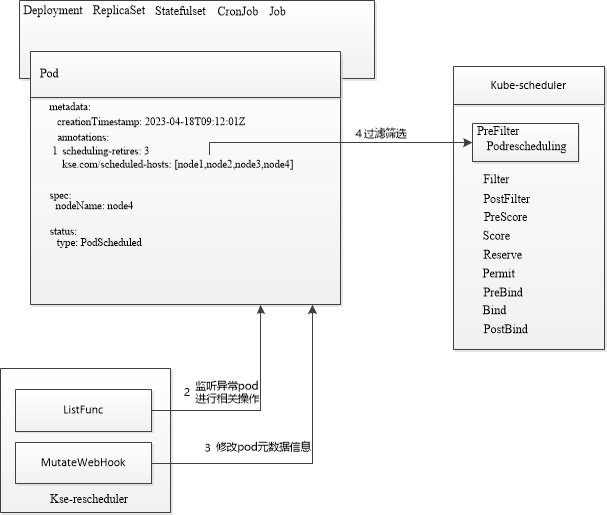 Deployment ReplicaSet Statefulset CronJob Job
Pod
metadata:
creationTimestamp: 2023-04-18T09:12:01Z
annotations:
1 scheduling-retires: 3
kse.com/scheduled-hosts: [node1,node2,node3,node4]
spec:
nodeName: node4
status:
type: PodScheduled
4 过滤筛选
Kube-scheduler
PreFilter
Podrescheduling
Filter
PostFilter
PreScore
Score
Reserve
Permit
PreBind
Bind
PostBind
2 监听异常pod
进行相关操作
ListFunc
3 修改pod元数据信息
MutateWebHook
Kse-rescheduler